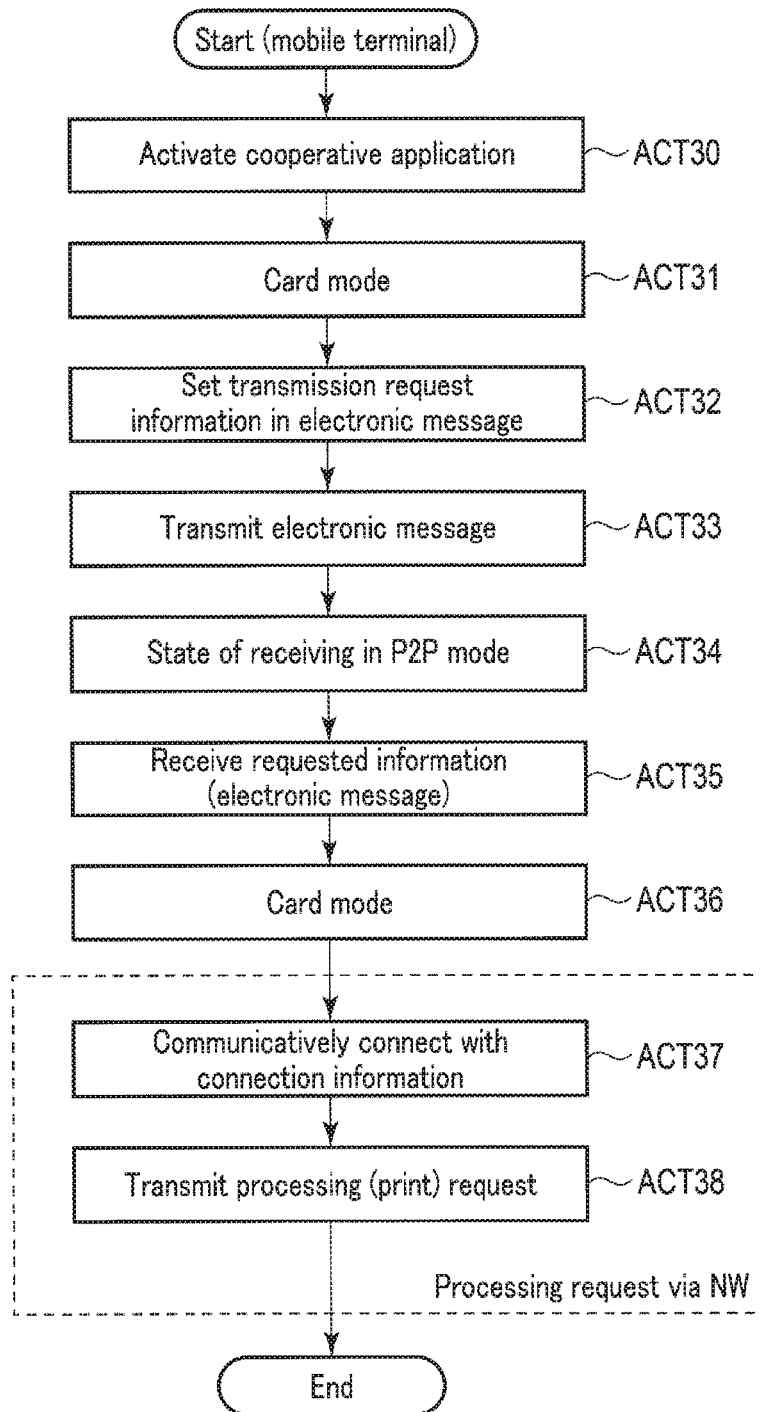 Start (mobile terminal)
Activate cooperative application
ACT30
Card mode
ACT31
Set transmission request
information in electronic message
ACT32
Transmit electronic message
ACT33
State of receiving in P2P mode
ACT34
Receive requested information
(electronic message)
ACT35
Card mode
ACT36
Communicatively connect with
connection information
ACT37
Transmit processing (print) request
ACT38
Processing request via NW
End